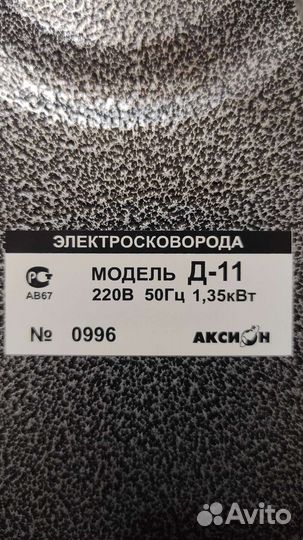 ЭЛЕКТРОСКОВОРОДА
МОДЕЛЬ Д-11
АВ67
220В 50Гц 1,35кВт
№ 0996
АКСИОН
Avito